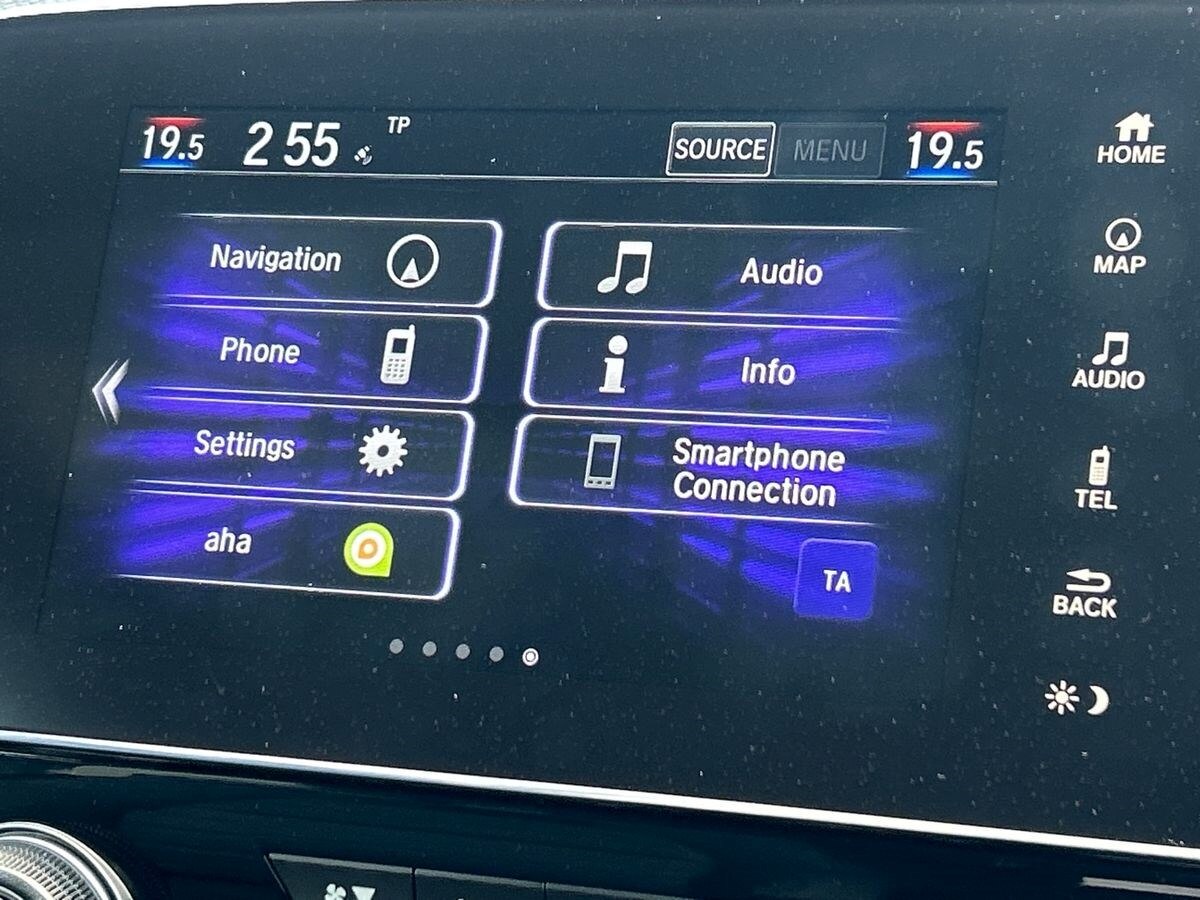 19.5 2 55 TP SOURCE MENU 19.5
HOME
Navigation
Audio
MAP
Phone
Info
AUDIO
Settings
Smartphone
Connection
TEL
aha
TA
BACK